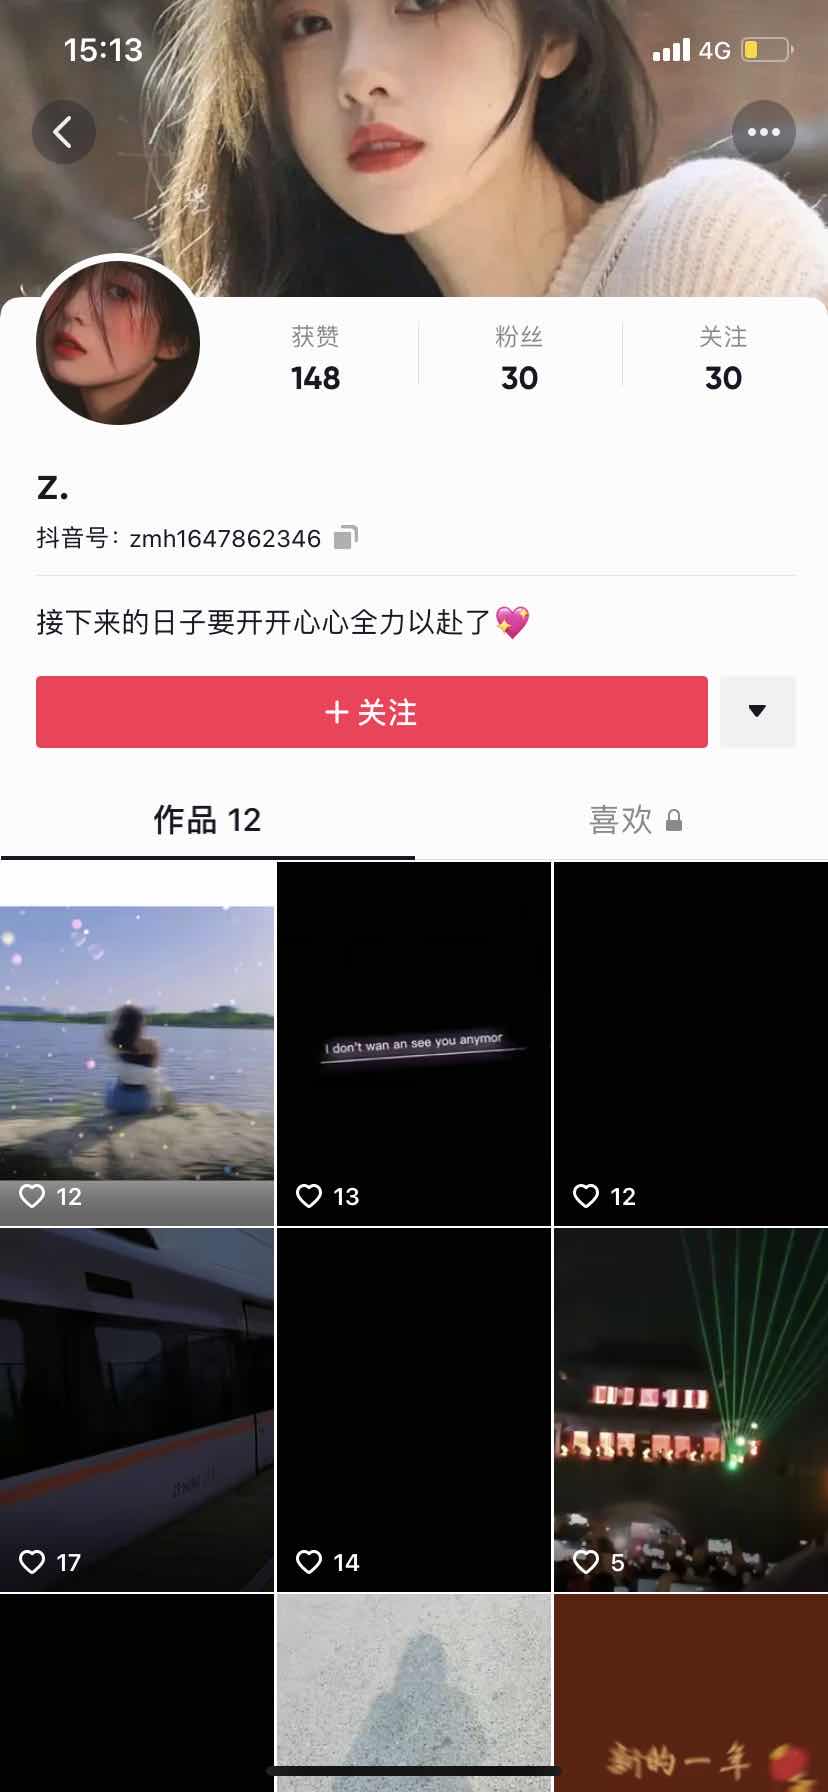 15:13
4G
获赞
148
粉丝
30
关注
30
z.
抖音号：zmh1647862346
接下来的日子要开开心心全力以赴了
关注
作品 12
喜欢
I don't wan an see you anymor
12
13
12
17
14
5
新的一年